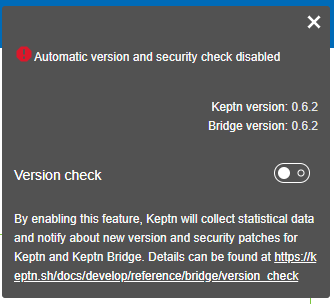 Automatic version and security check disabled
Keptn version: 0.6.2
Bridge version: 0.6.2
Version check
By enabling this feature, Keptn will collect statistical data
and notify about new version and security patches for
Keptn and Keptn Bridge. Details can be found at https://k
eptn.sh/docs/develop/reference/bridge/version_check